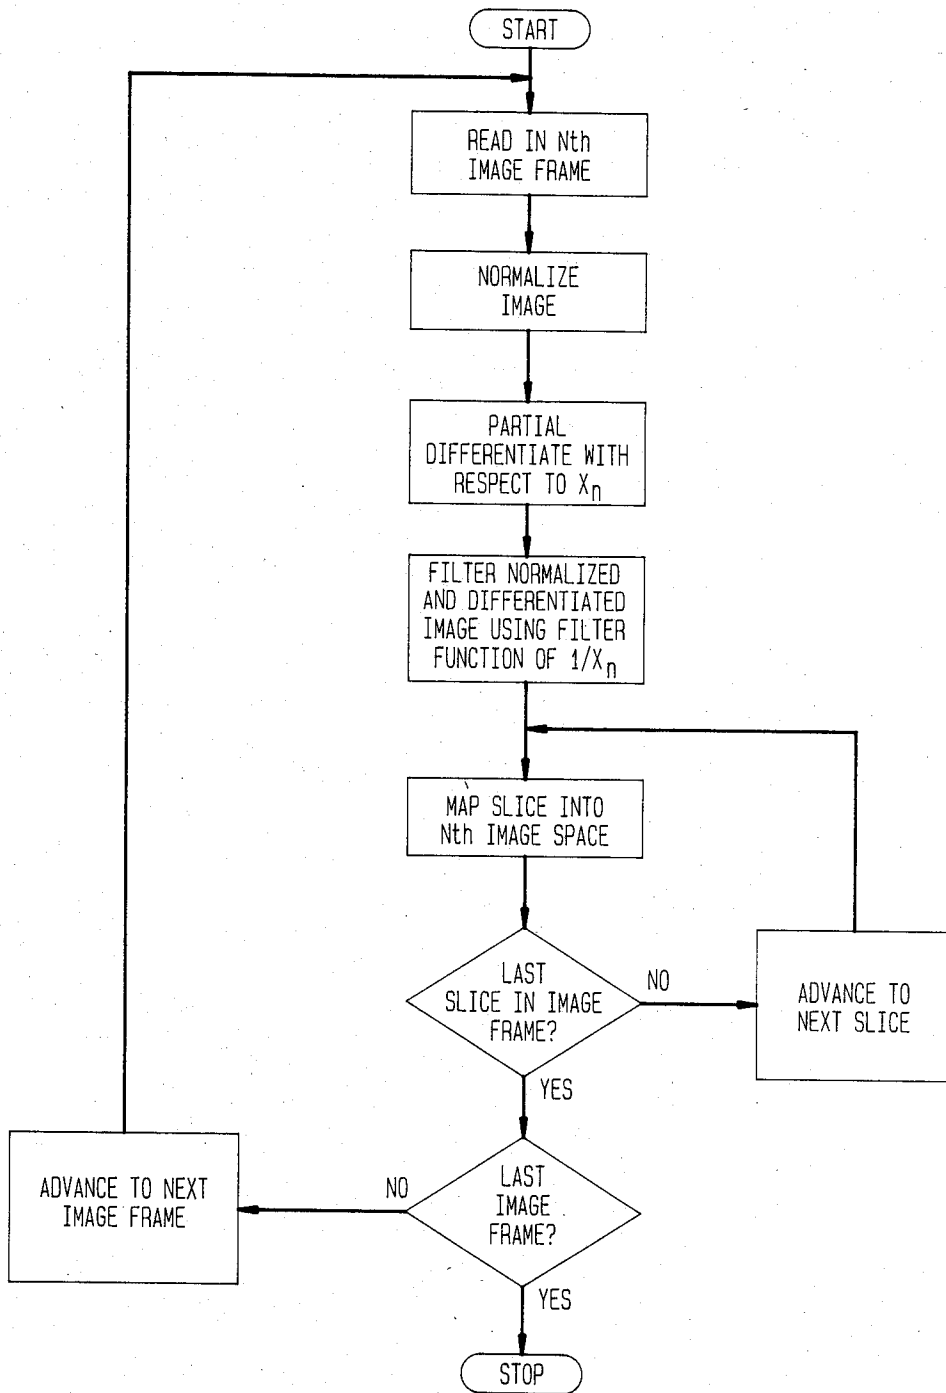 START
READ IN Nth
IMAGE FRAME
NORMALIZE
IMAGE
PARTIAL
DIFFERENTIATE WITH
RESPECT TO Xn
FILTER NORMALIZED
AND DIFFERENTIATED
IMAGE USING FILTER
FUNCTION OF 1/Xn
MAP SLICE INTO
Nth IMAGE SPACE
LAST
SLICE IN IMAGE
FRAME?
NO
ADVANCE TO
NEXT SLICE
YES
LAST
IMAGE
FRAME?
NO
ADVANCE TO NEXT
IMAGE FRAME
YES
STOP